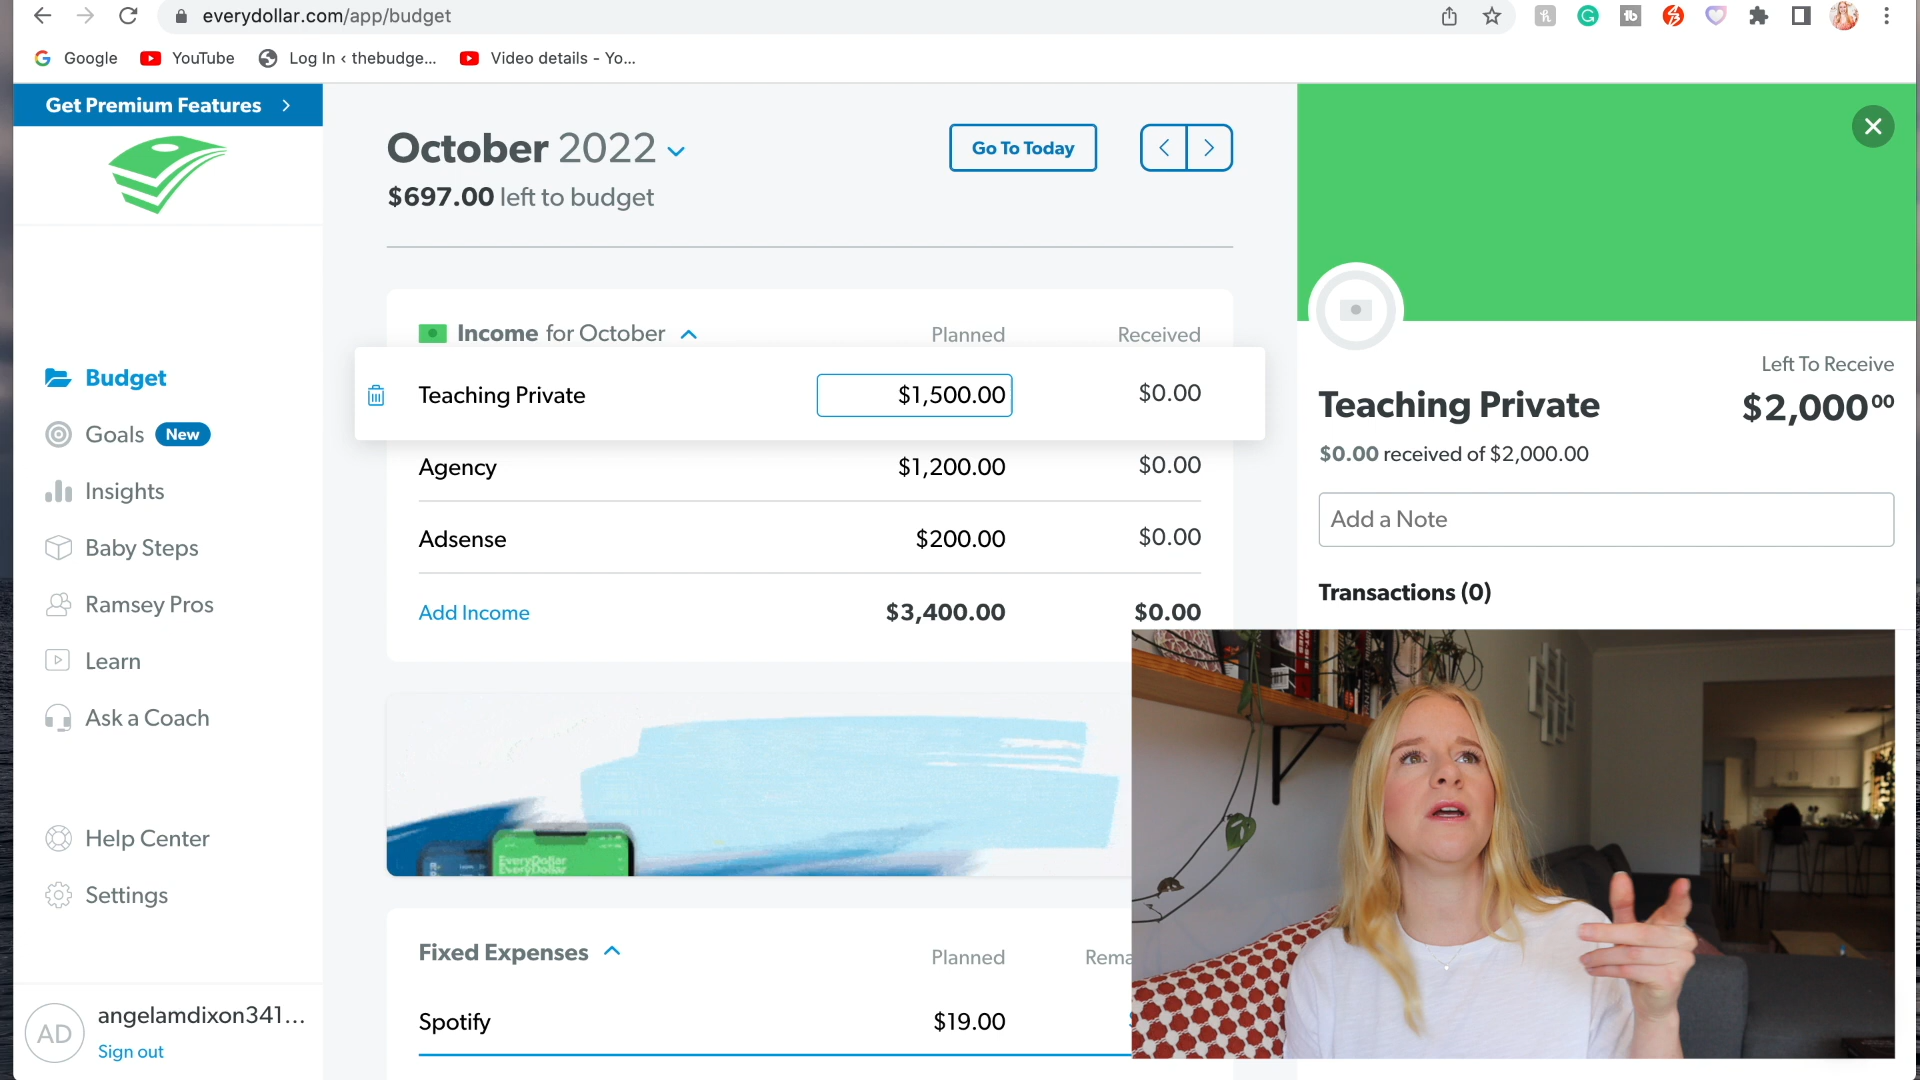 everydollar.com/app/budget
Google
YouTube
Log In ‹ thebudge...
Video details - Yo...
Get Premium Features
Budget
Goals New
Insights
Baby Steps
Ramsey Pros
Learn
Ask a Coach
Help Center
Settings
AD
angelamdixon341...
Sign out
October 2022
$697.00 left to budget
Go To Today
Income for October Planned Received
Teaching Private $1,500.00 $0.00
Agency $1,200.00 $0.00
Adsense $200.00 $0.00
Add Income $3,400.00 $0.00
EveryDollar
EveryDollar
Fixed Expenses Planned Rema
Spotify $19.00
Left To Receive
Teaching Private $2,000⁰⁰
$0.00 received of $2,000.00
Add a Note
Transactions (0)